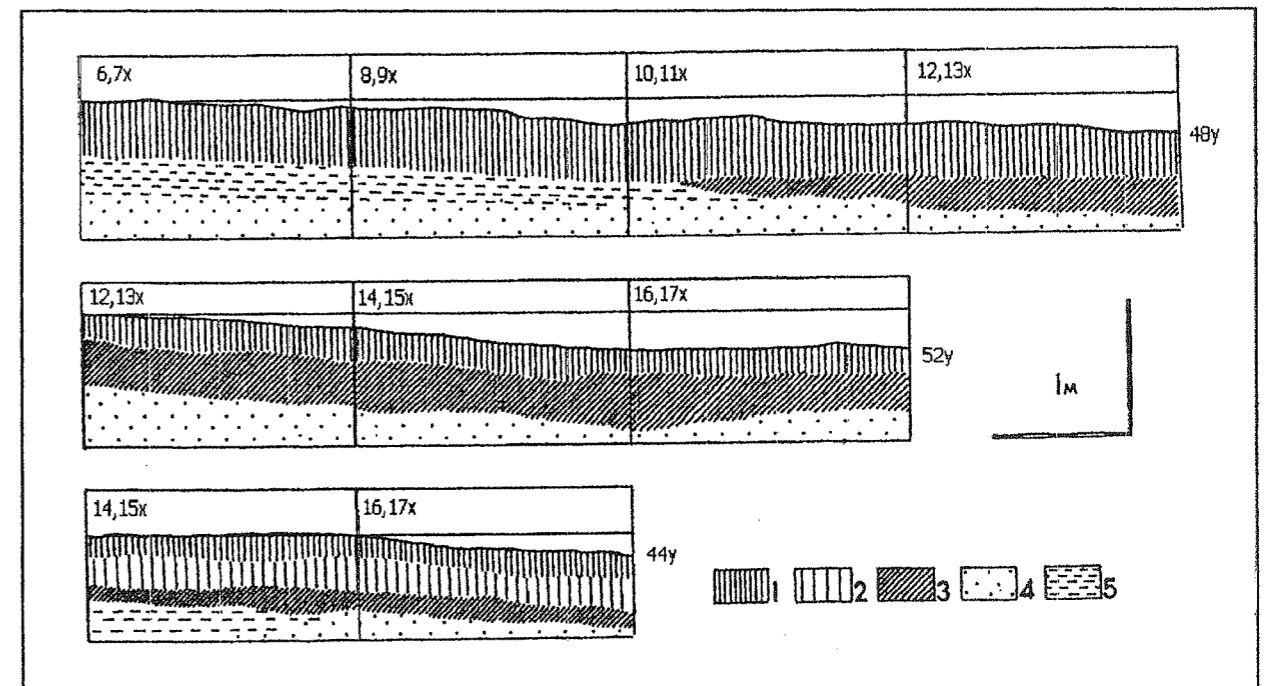 6,7x 8,9x 10,11x 12,13x
48y
12,13x 14,15x 16,17x
52y
1м
14,15x 16,17x
44y
1 2 3 4 5